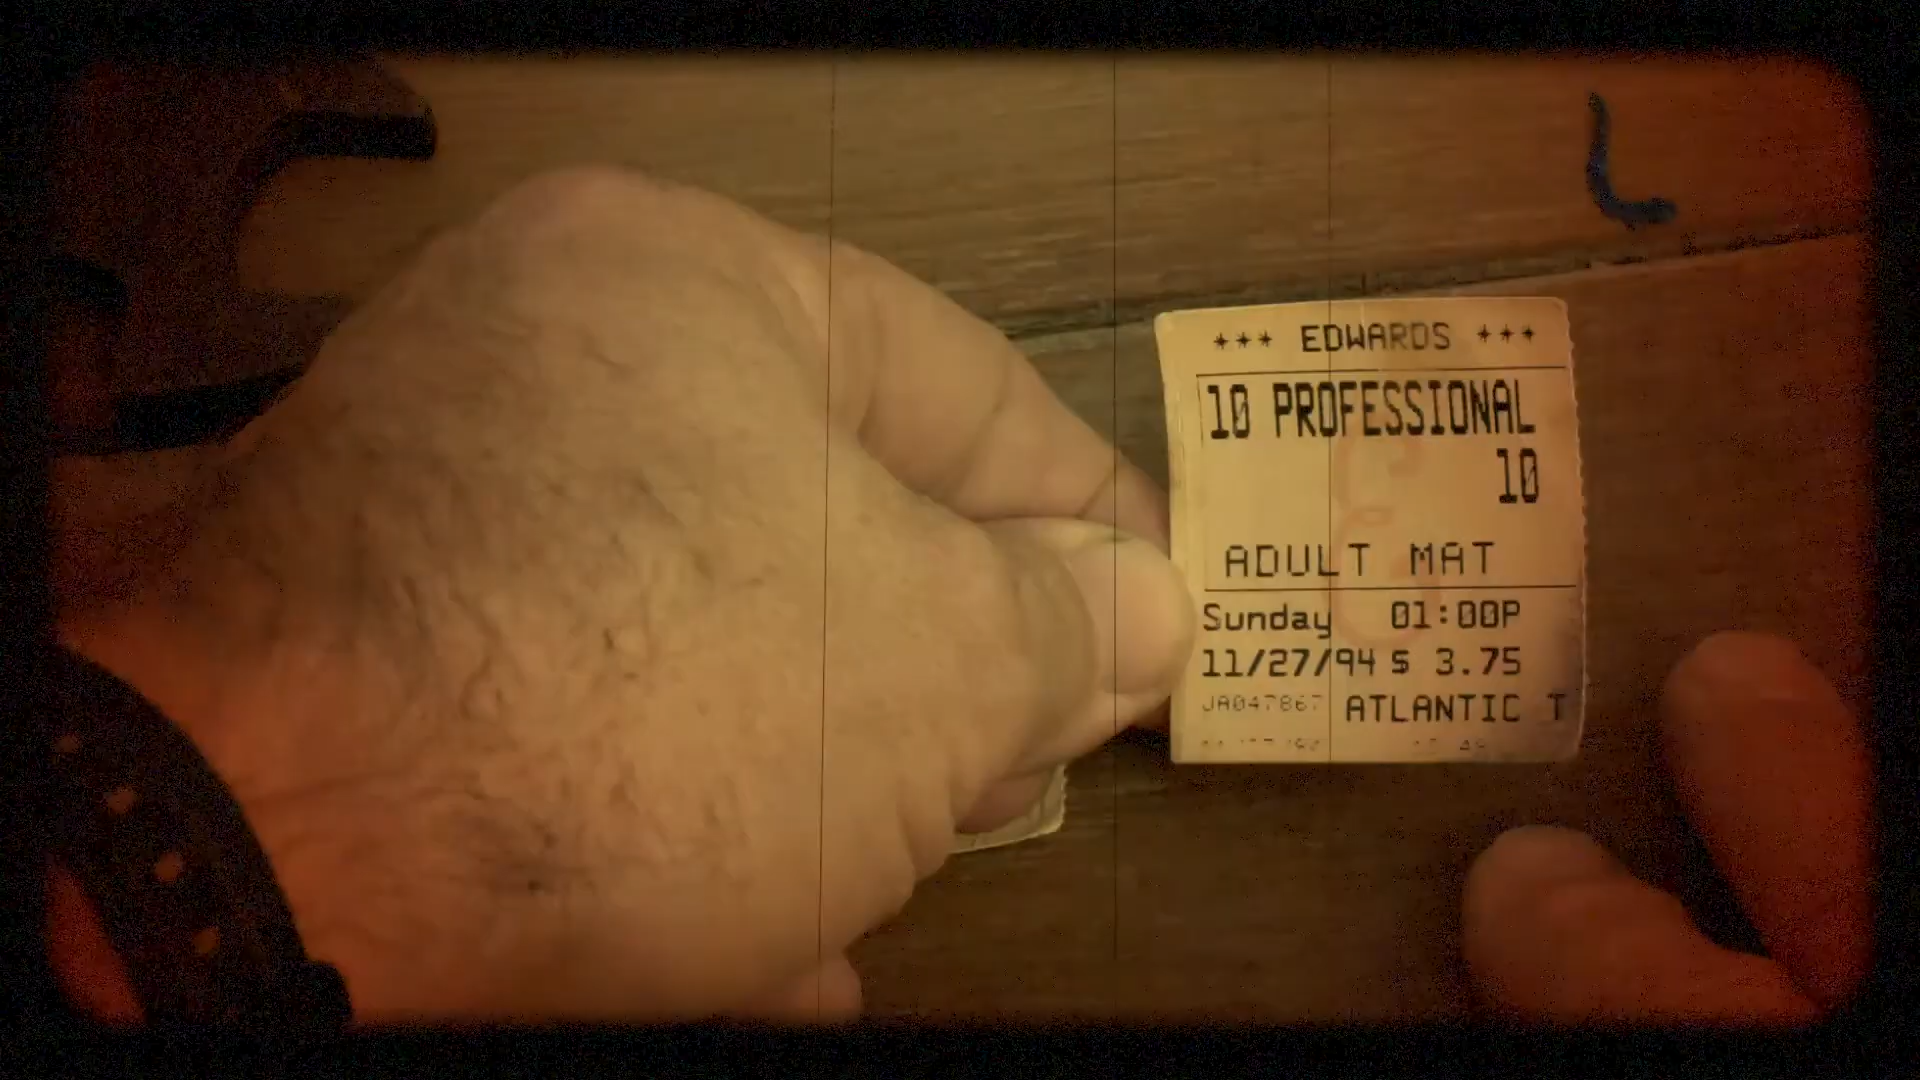 *** EDWARDS ***
10 PROFESSIONAL
10
ADULT MAT
Sunday 01:00P
11/27/94 $ 3.75
JA047867 ATLANTIC T